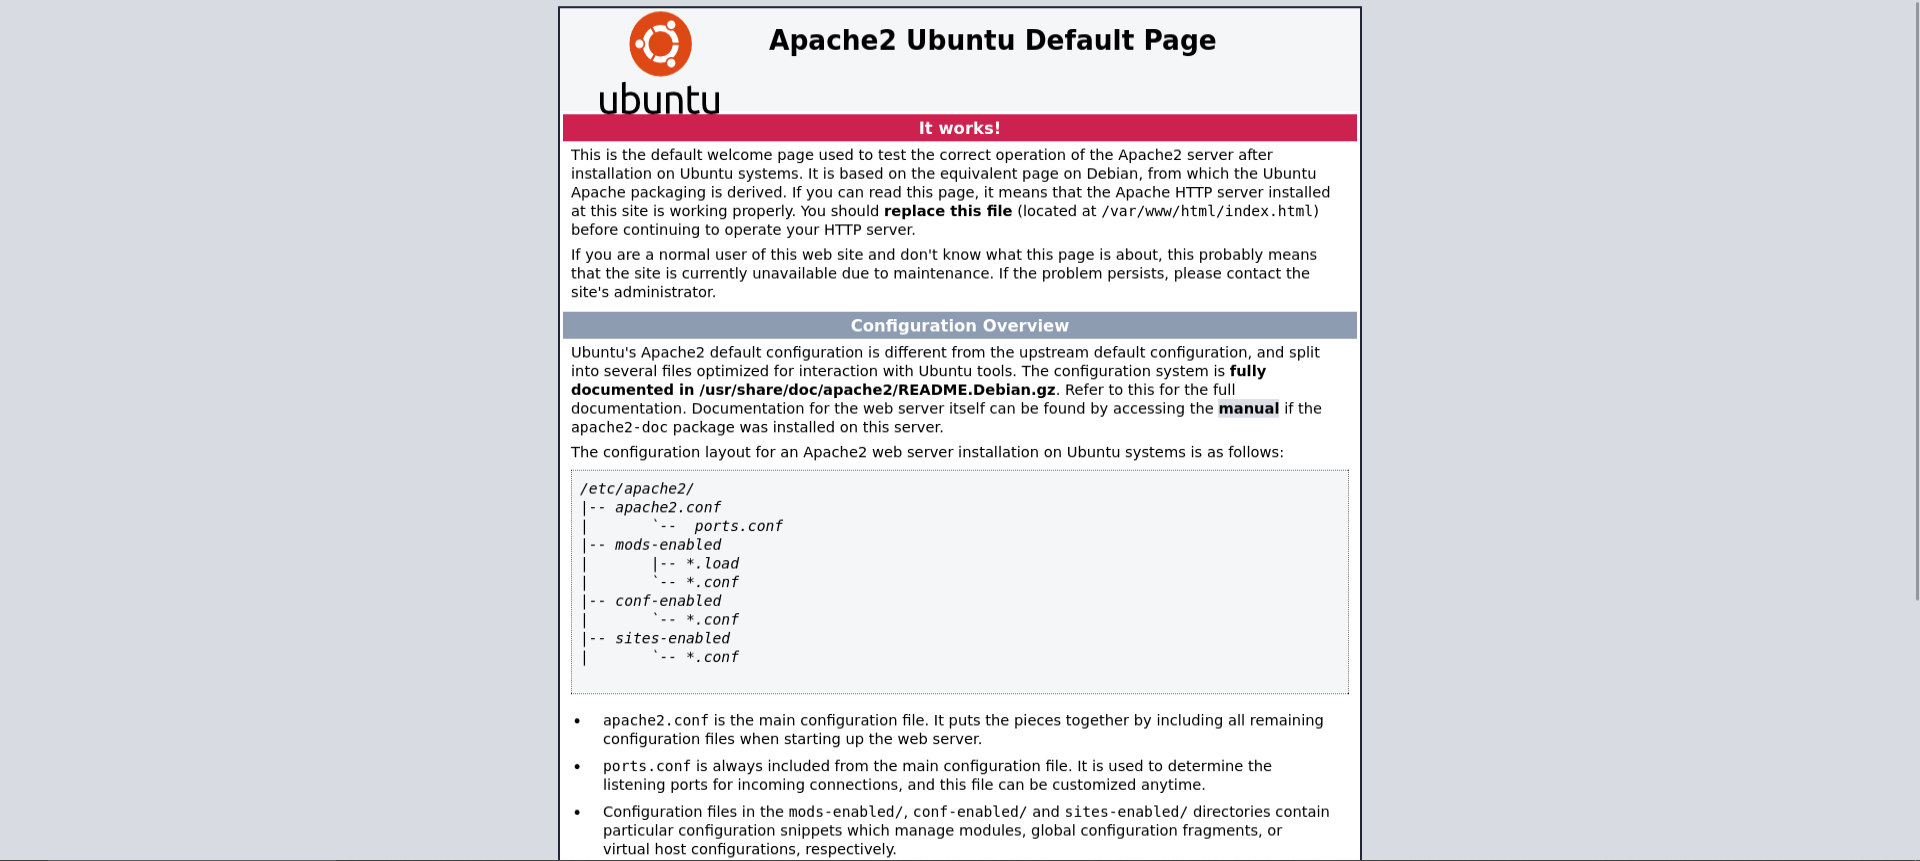 ubuntu
Apache2 Ubuntu Default Page
It works!
This is the default welcome page used to test the correct operation of the Apache2 server after
installation on Ubuntu systems. It is based on the equivalent page on Debian, from which the Ubuntu
Apache packaging is derived. If you can read this page, it means that the Apache HTTP server installed
at this site is working properly. You should replace this file (located at /var/www/html/index.html)
before continuing to operate your HTTP server.
If you are a normal user of this web site and don't know what this page is about, this probably means
that the site is currently unavailable due to maintenance. If the problem persists, please contact the
site's administrator.
Configuration Overview
Ubuntu's Apache2 default configuration is different from the upstream default configuration, and split
into several files optimized for interaction with Ubuntu tools. The configuration system is fully
documented in /usr/share/doc/apache2/README.Debian.gz. Refer to this for the full
documentation. Documentation for the web server itself can be found by accessing the manual if the
apache2-doc package was installed on this server.
The configuration layout for an Apache2 web server installation on Ubuntu systems is as follows:
/etc/apache2/
|-- apache2.conf
|       `--  ports.conf
|-- mods-enabled
|       |-- *.load
|       `-- *.conf
|-- conf-enabled
|       `-- *.conf
|-- sites-enabled
|       `-- *.conf
• apache2.conf is the main configuration file. It puts the pieces together by including all remaining
configuration files when starting up the web server.
• ports.conf is always included from the main configuration file. It is used to determine the
listening ports for incoming connections, and this file can be customized anytime.
• Configuration files in the mods-enabled/, conf-enabled/ and sites-enabled/ directories contain
particular configuration snippets which manage modules, global configuration fragments, or
virtual host configurations, respectively.